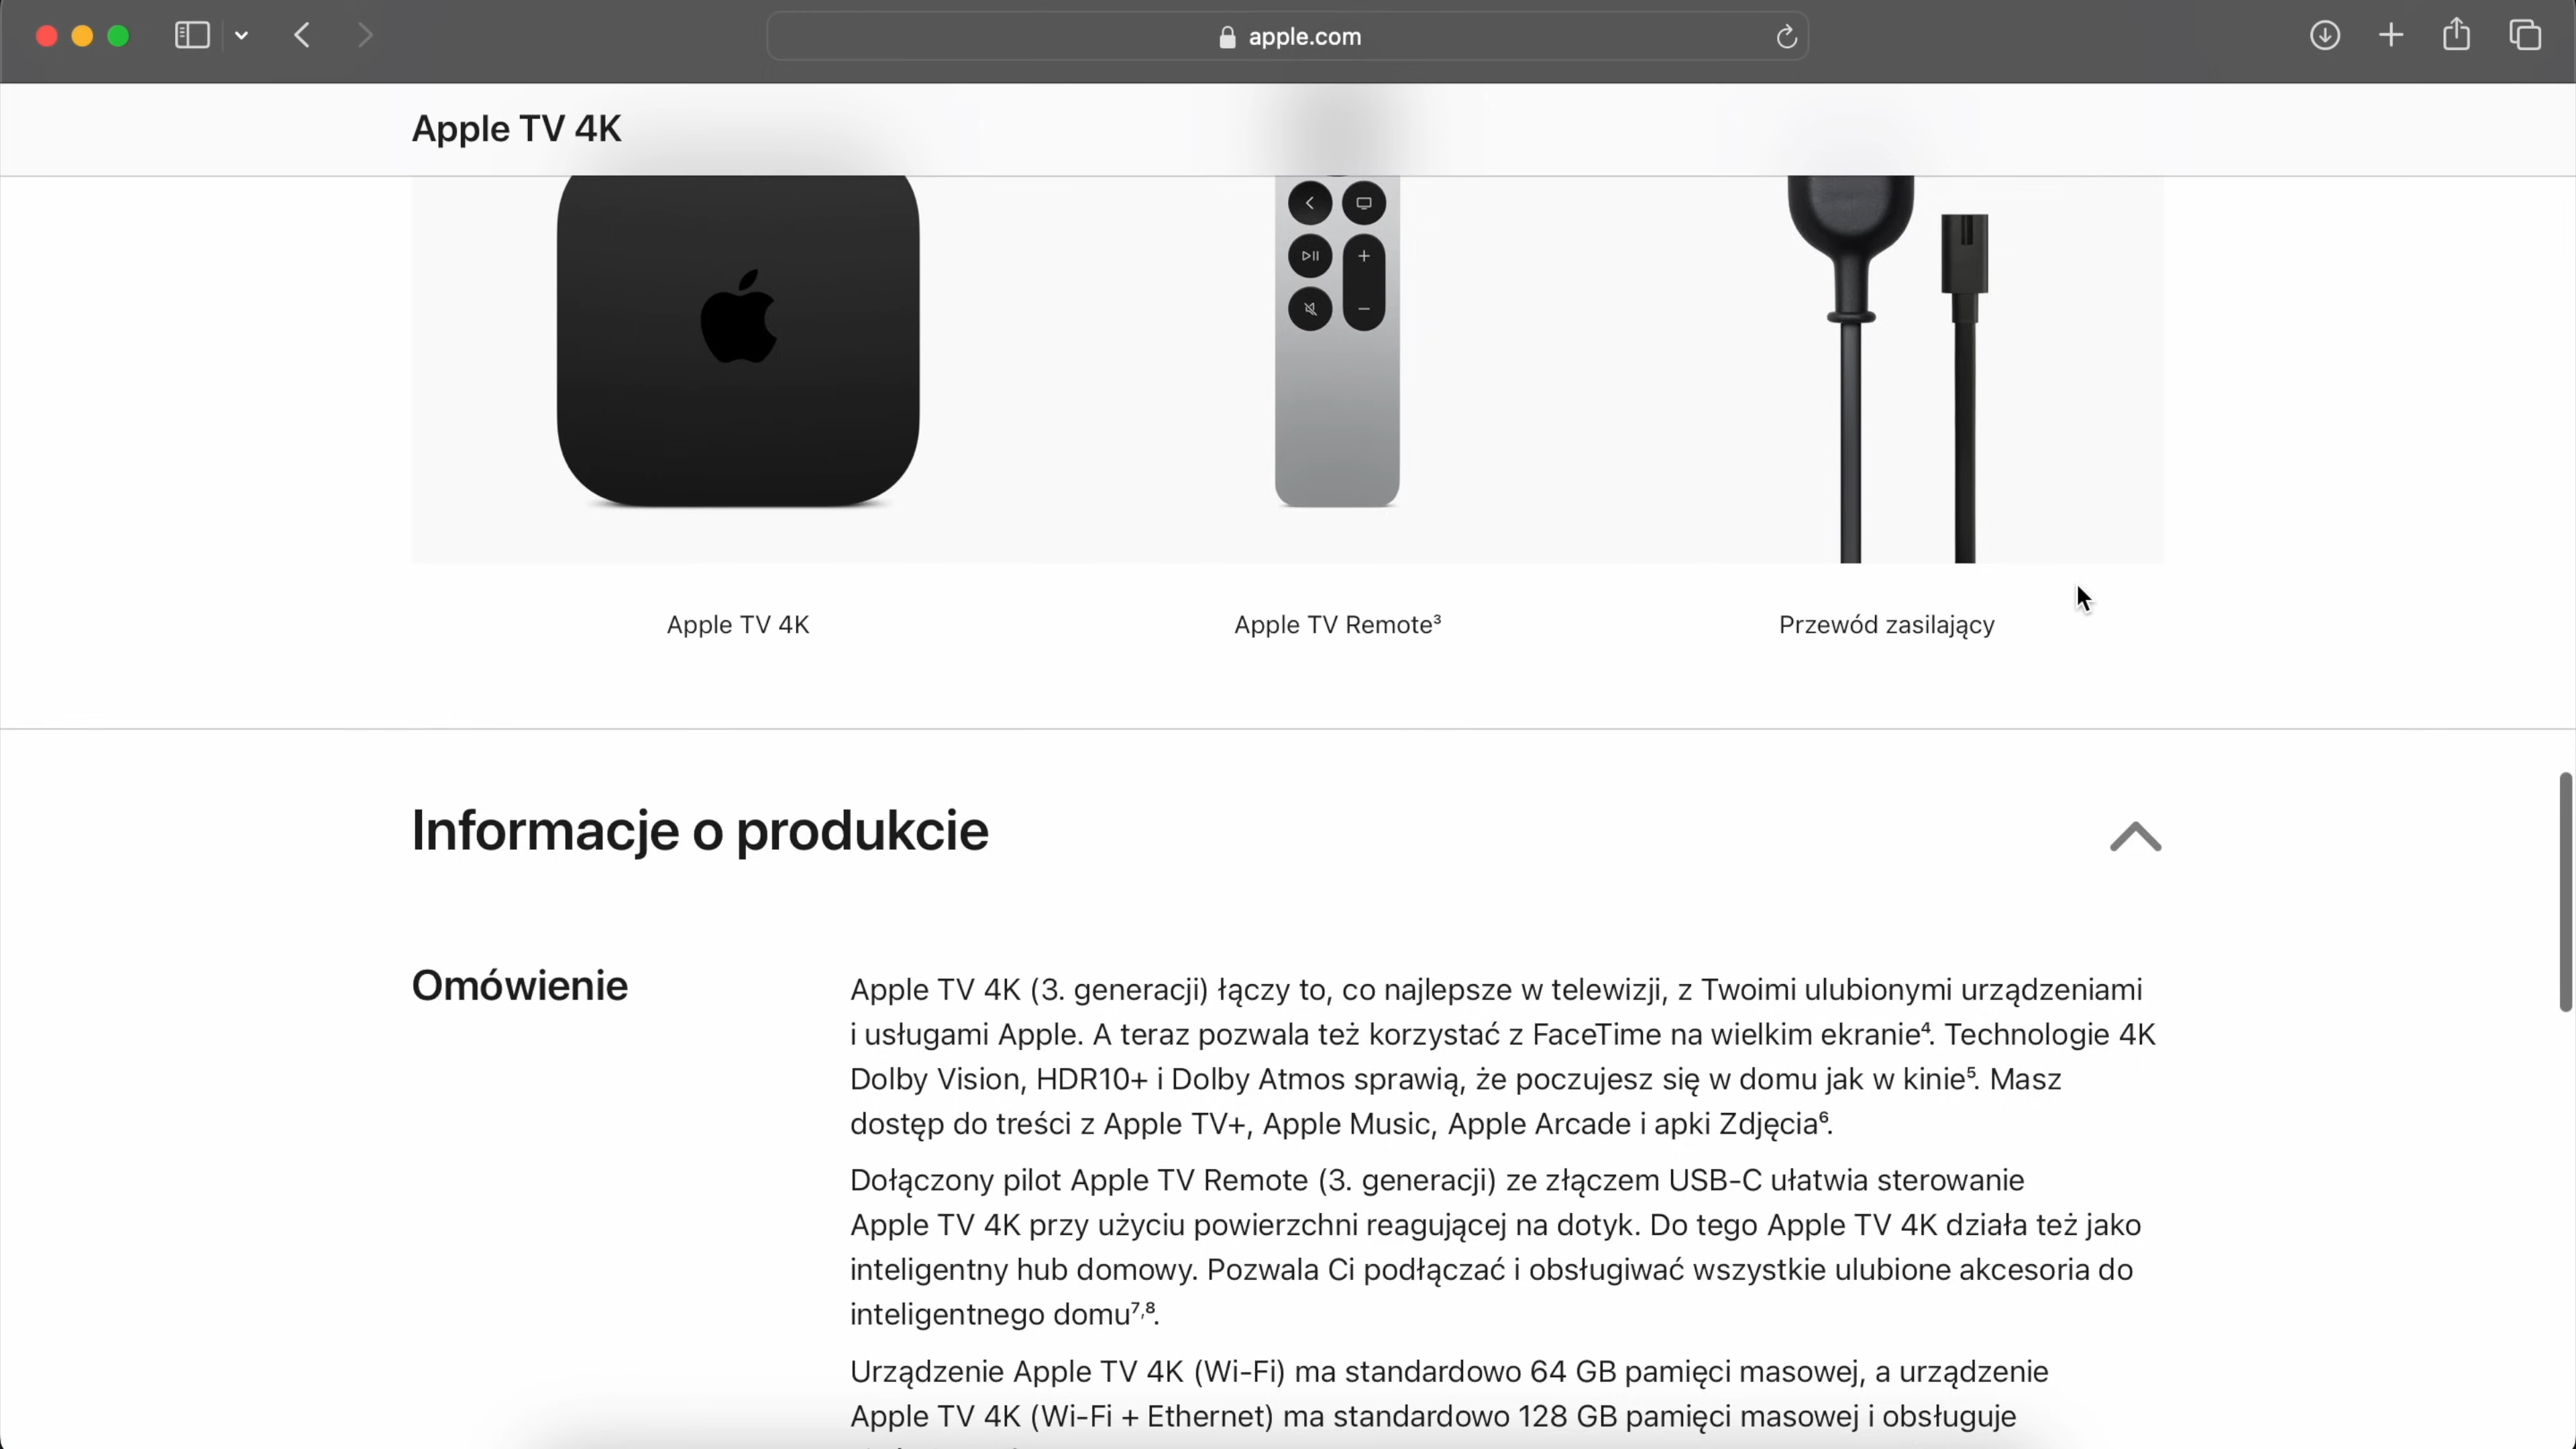 apple.com
Apple TV 4K
Apple TV 4K
Apple TV Remote³
Przewód zasilający
Informacje o produkcie
Omówienie
Apple TV 4K (3. generacji) łączy to, co najlepsze w telewizji, z Twoimi ulubionymi urządzeniami
i usługami Apple. A teraz pozwala też korzystać z FaceTime na wielkim ekranie⁴. Technologie 4K
Dolby Vision, HDR10+ i Dolby Atmos sprawią, że poczujesz się w domu jak w kinie⁵. Masz
dostęp do treści z Apple TV+, Apple Music, Apple Arcade i apki Zdjęcia⁶.
Dołączony pilot Apple TV Remote (3. generacji) ze złączem USB-C ułatwia sterowanie
Apple TV 4K przy użyciu powierzchni reagującej na dotyk. Do tego Apple TV 4K działa też jako
inteligentny hub domowy. Pozwala Ci podłączać i obsługiwać wszystkie ulubione akcesoria do
inteligentnego domu⁷,⁸.
Urządzenie Apple TV 4K (Wi-Fi) ma standardowo 64 GB pamięci masowej, a urządzenie
Apple TV 4K (Wi-Fi + Ethernet) ma standardowo 128 GB pamięci masowej i obsługuje